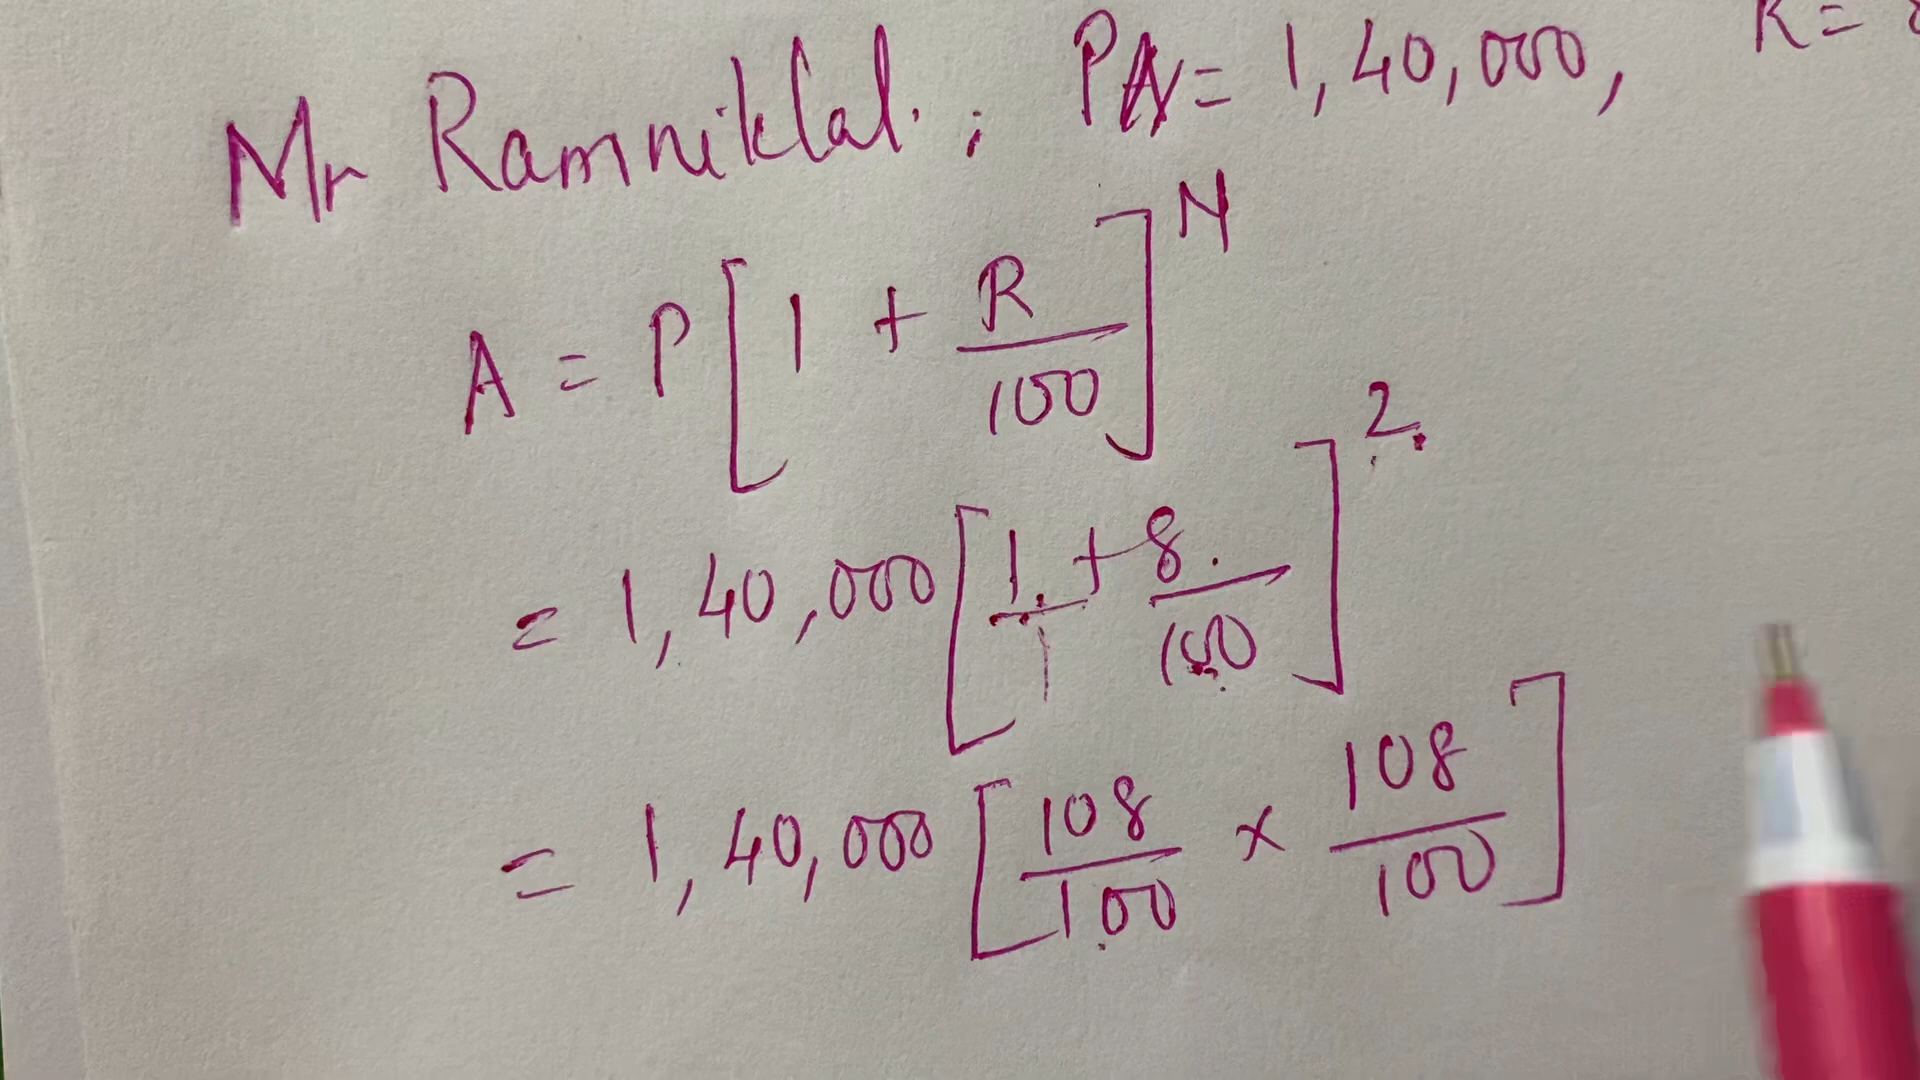 Mr Ramniklal. ; P = 1,40,000, R =
A = P [ 1 + R/100 ]^N
= 1,40,000 [ 1/1 + 8/100 ]^2
= 1,40,000 [ 108/100 × 108/100 ]